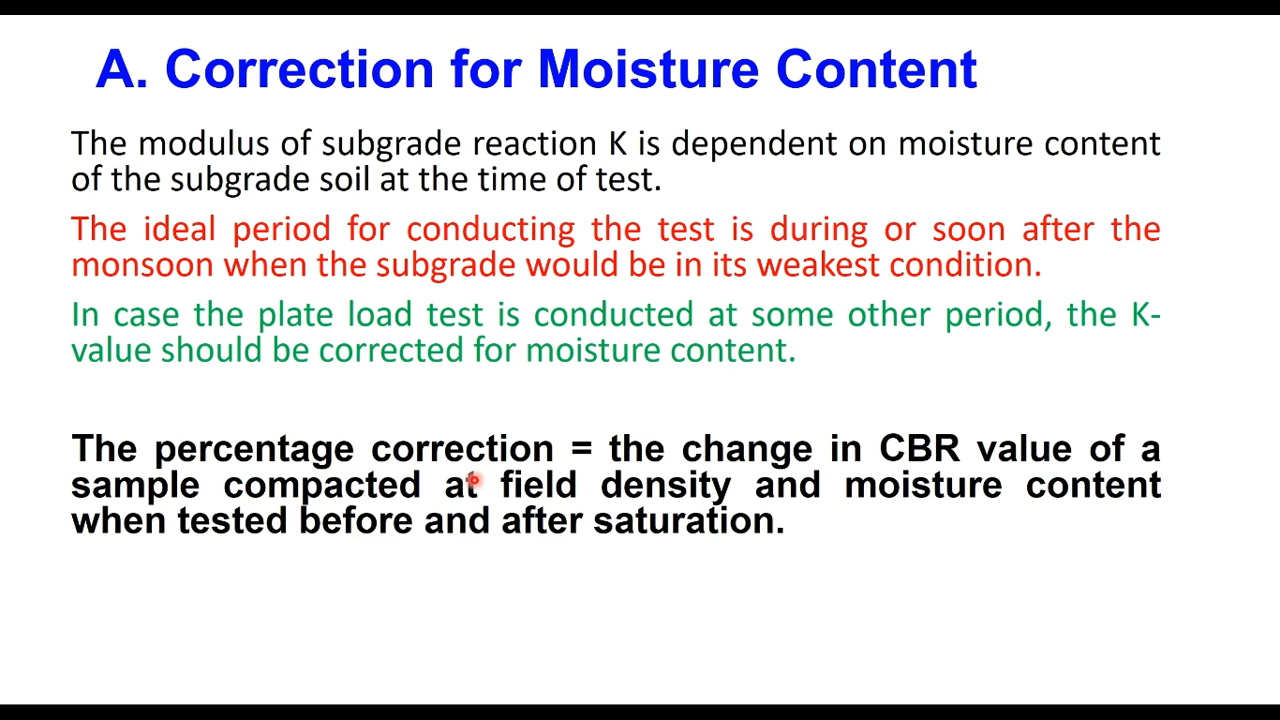 A. Correction for Moisture Content
The modulus of subgrade reaction K is dependent on moisture content
of the subgrade soil at the time of test.
The ideal period for conducting the test is during or soon after the
monsoon when the subgrade would be in its weakest condition.
In case the plate load test is conducted at some other period, the K-
value should be corrected for moisture content.
The percentage correction = the change in CBR value of a
sample compacted at field density and moisture content
when tested before and after saturation.